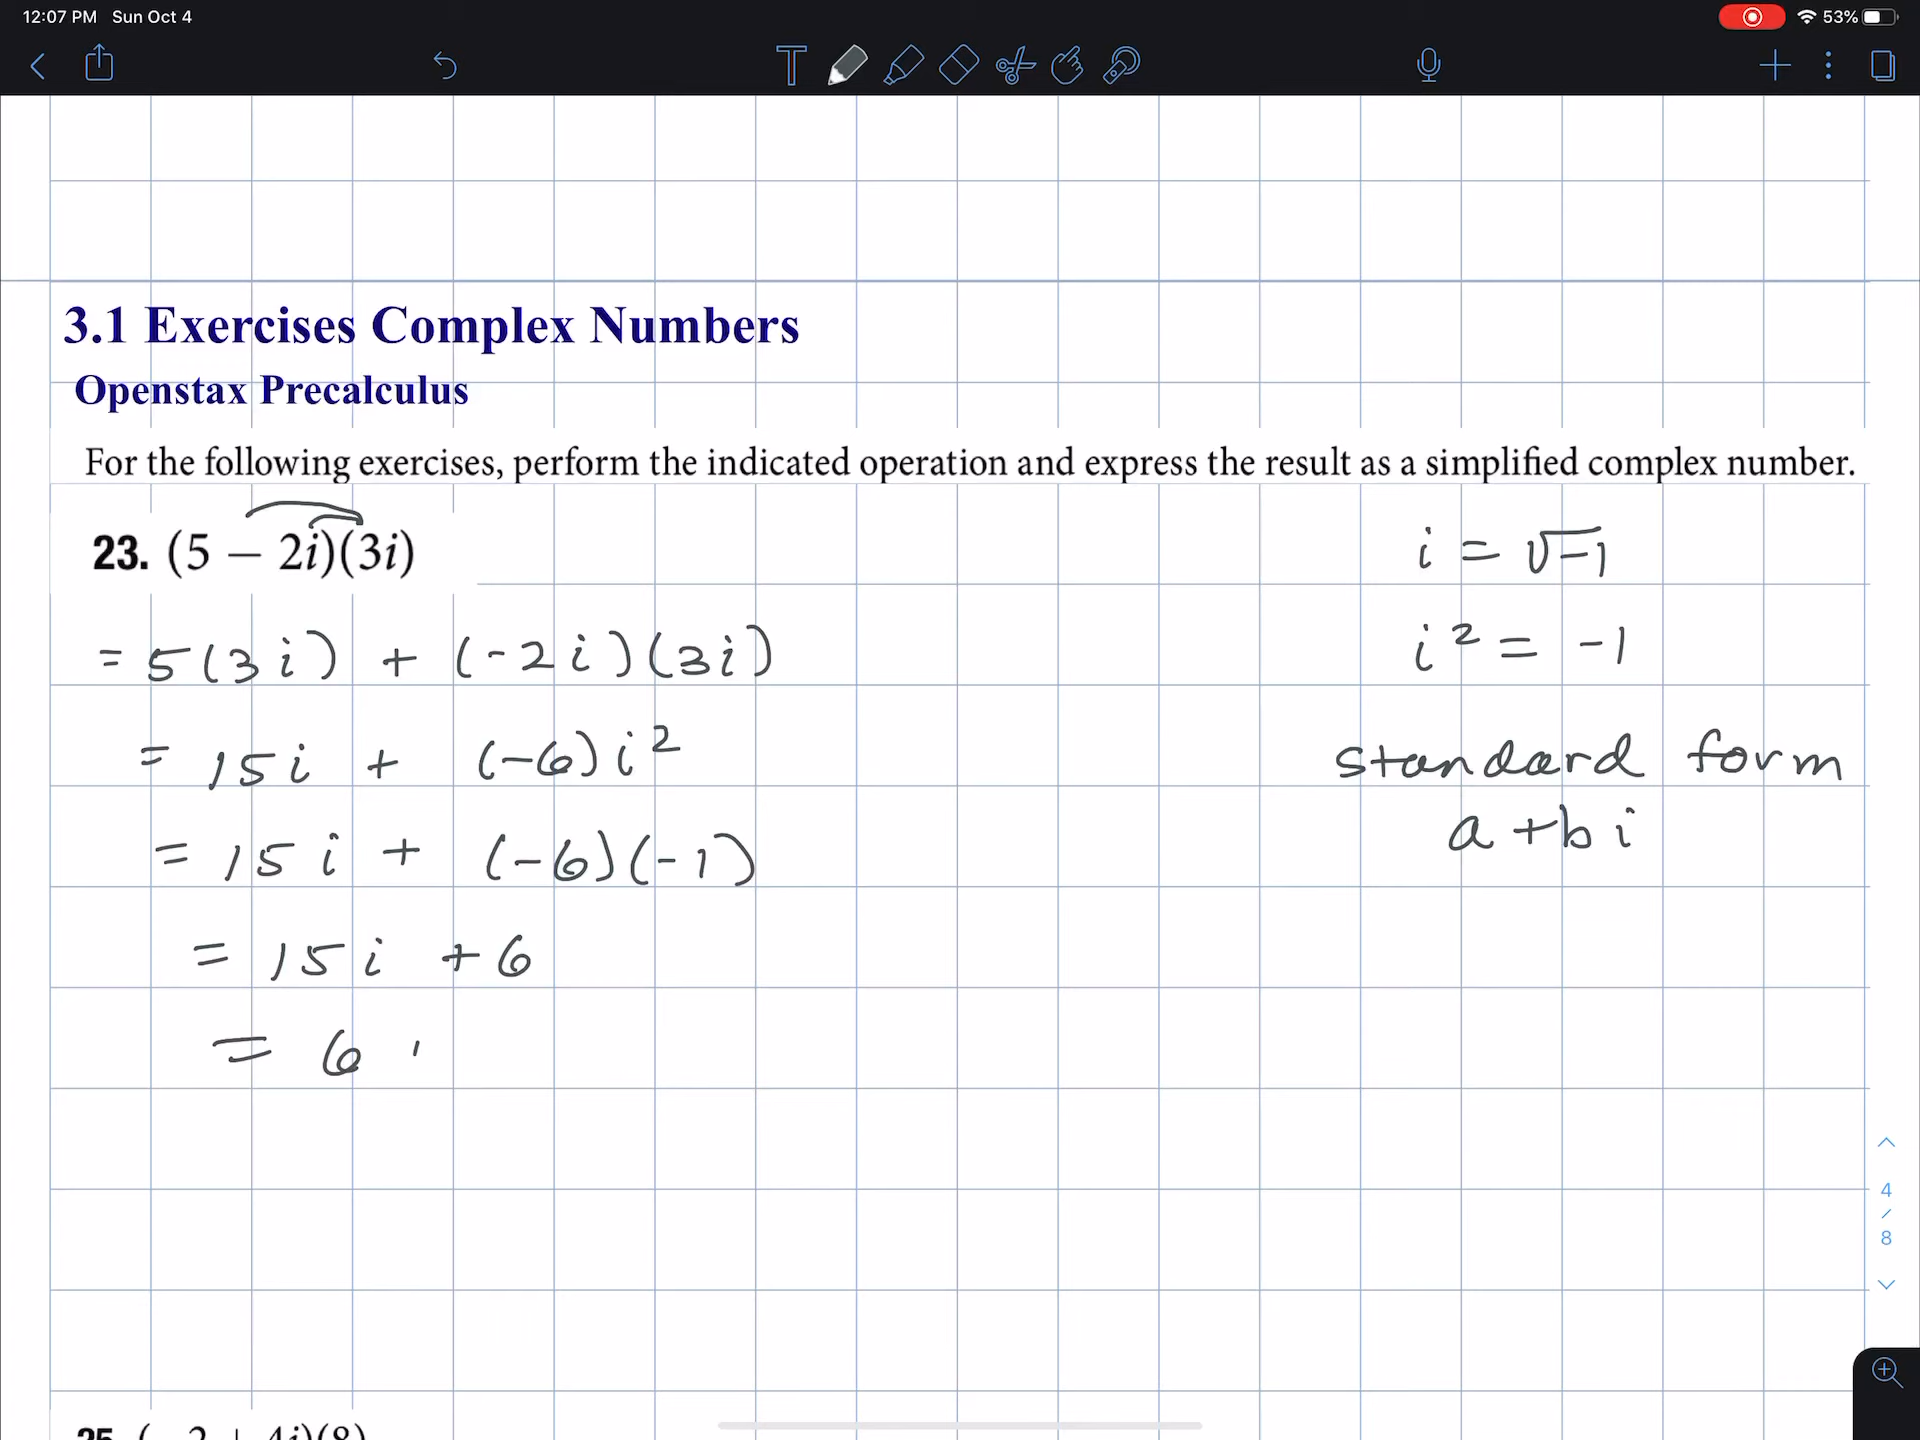 12:07 PM Sun Oct 4 53%
3.1 Exercises Complex Numbers
Openstax Precalculus
For the following exercises, perform the indicated operation and express the result as a simplified complex number.
23. (5 − 2i)(3i)
= 5(3i) + (-2i)(3i)
= 15i + (-6)i²
= 15i + (-6)(-1)
= 15i + 6
= 6
i = √-1
i² = -1
standard form
a + bi
4
/
8